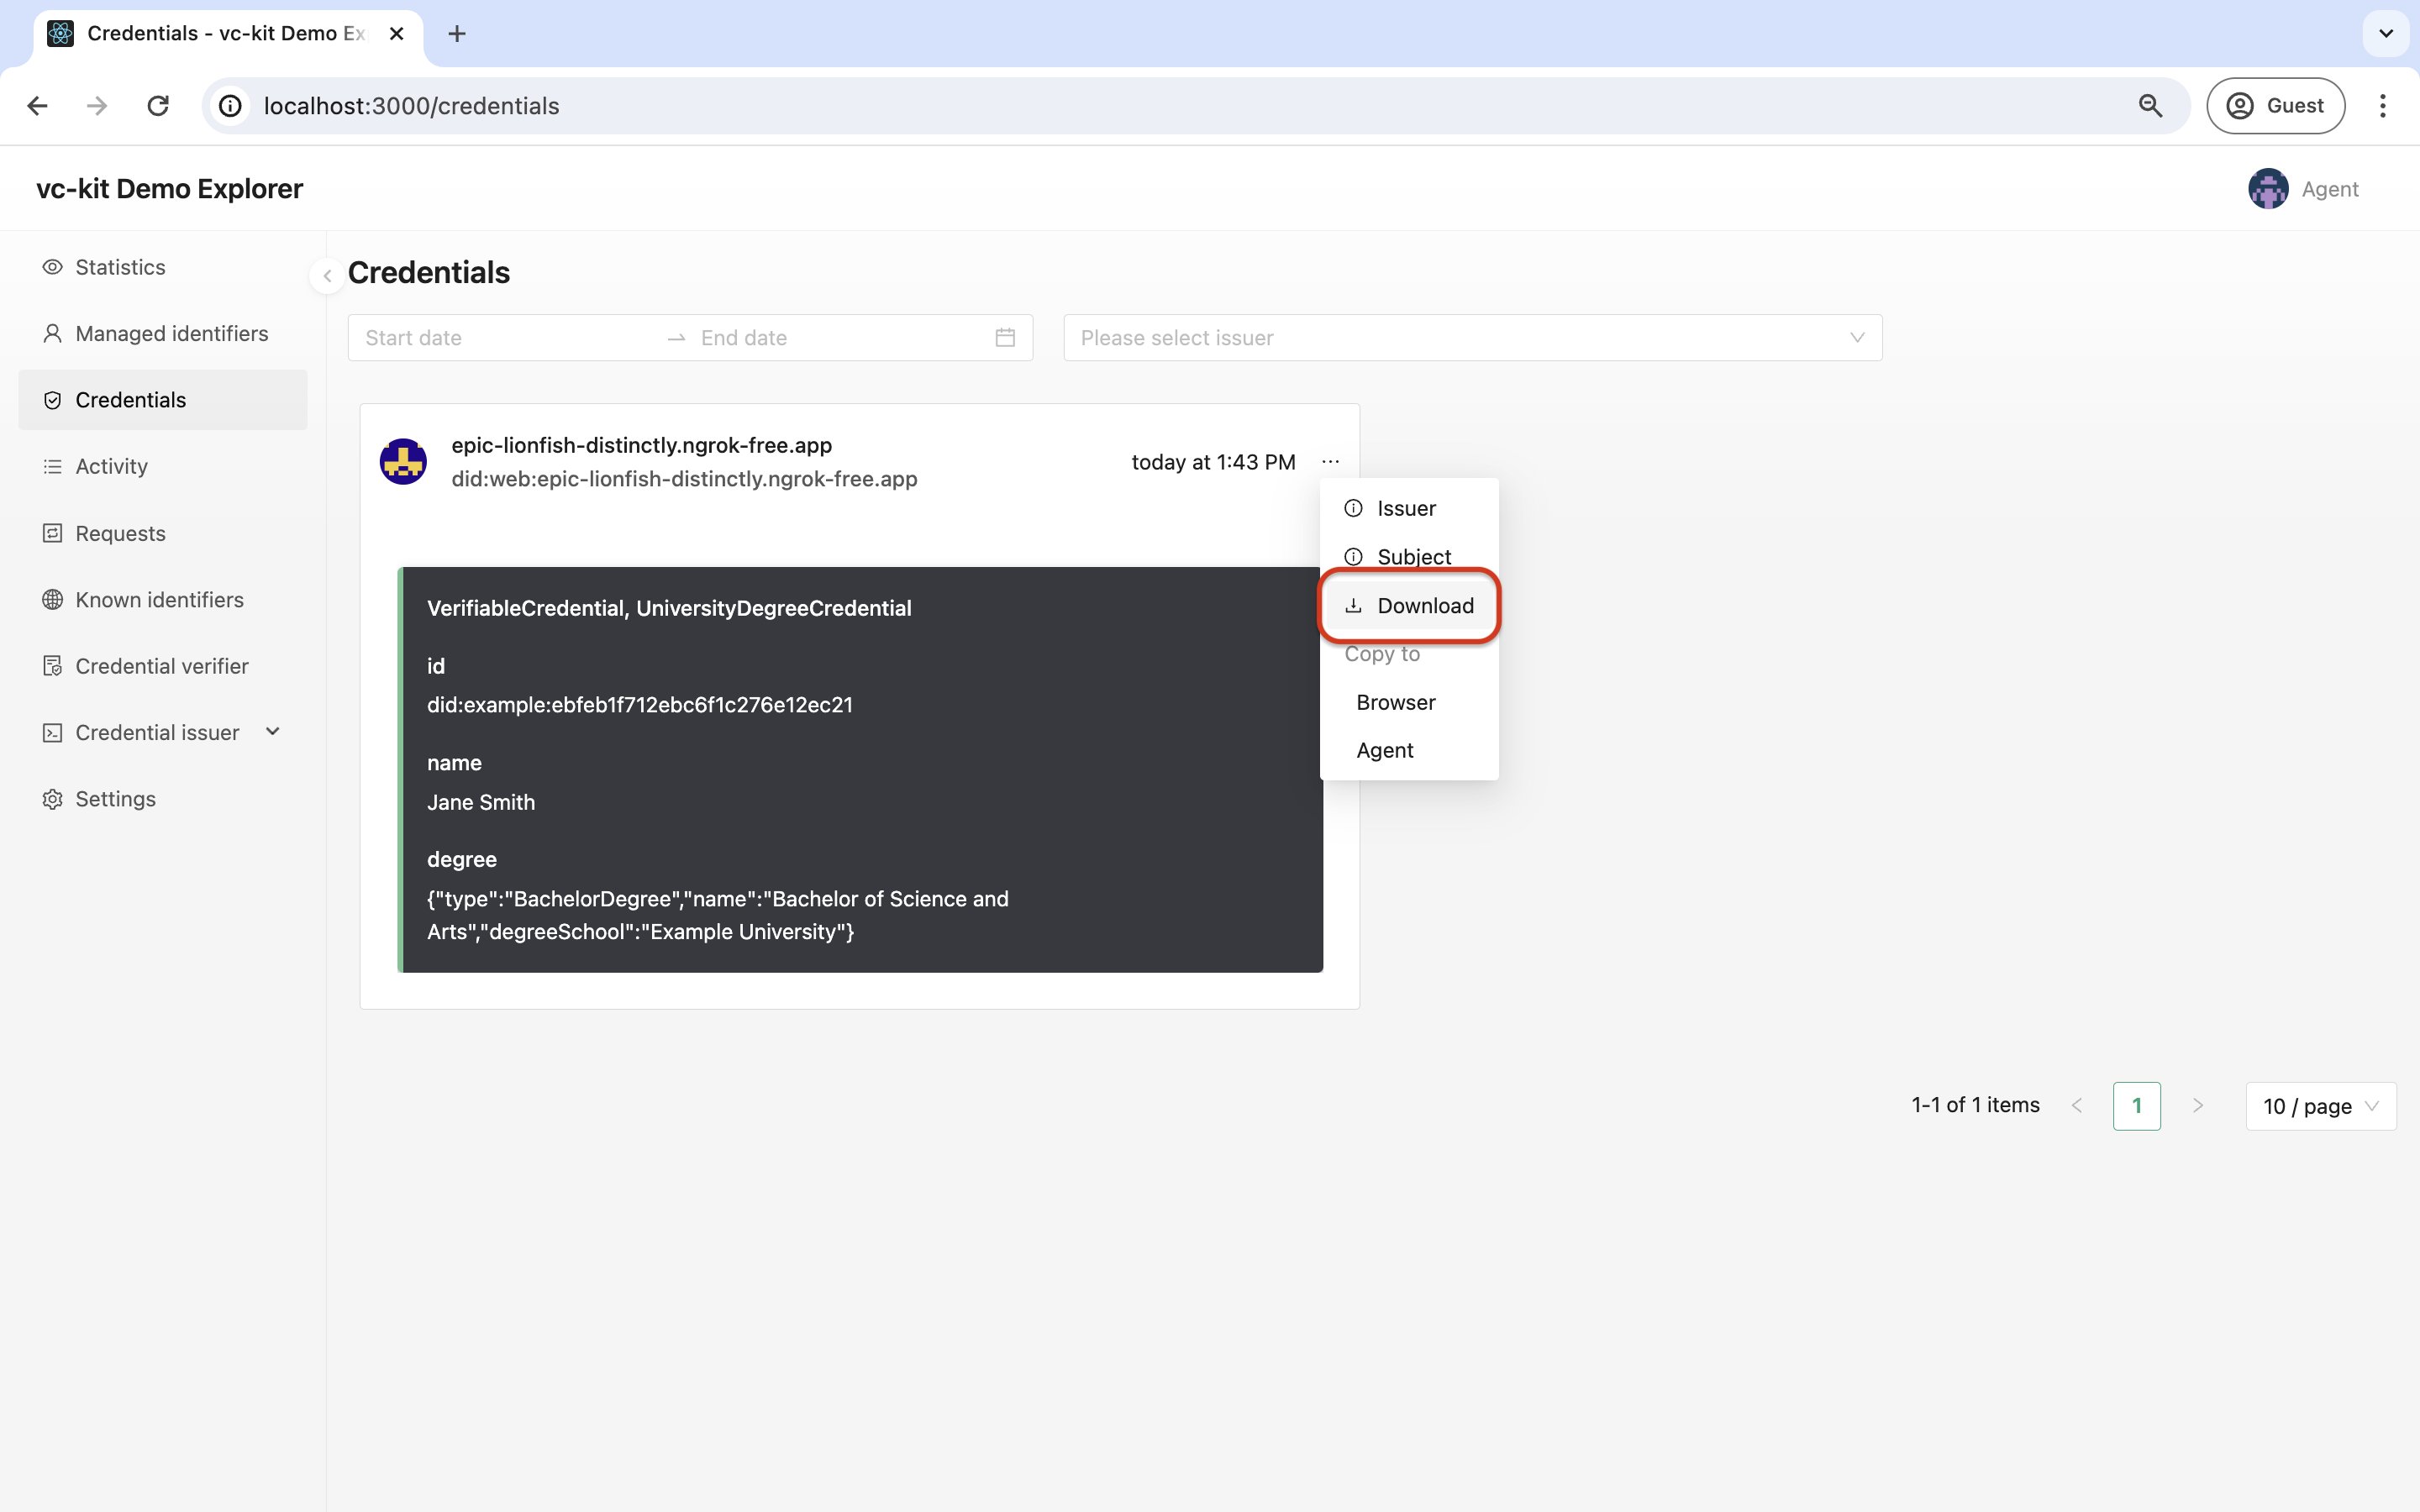 Credentials - vc-kit Demo Ex
localhost:3000/credentials
Guest
vc-kit Demo Explorer
Agent
Statistics
Managed identifiers
Credentials
Activity
Requests
Known identifiers
Credential verifier
Credential issuer
Settings
Credentials
Start date
End date
Please select issuer
epic-lionfish-distinctly.ngrok-free.app
did:web:epic-lionfish-distinctly.ngrok-free.app
today at 1:43 PM
...
Issuer
Subject
Download
Copy to
Browser
Agent
VerifiableCredential, UniversityDegreeCredential
id
did:example:ebfeb1f712ebc6f1c276e12ec21
name
Jane Smith
degree
{"type":"BachelorDegree","name":"Bachelor of Science and
Arts","degreeSchool":"Example University"}
1-1 of 1 items
1
10 / page